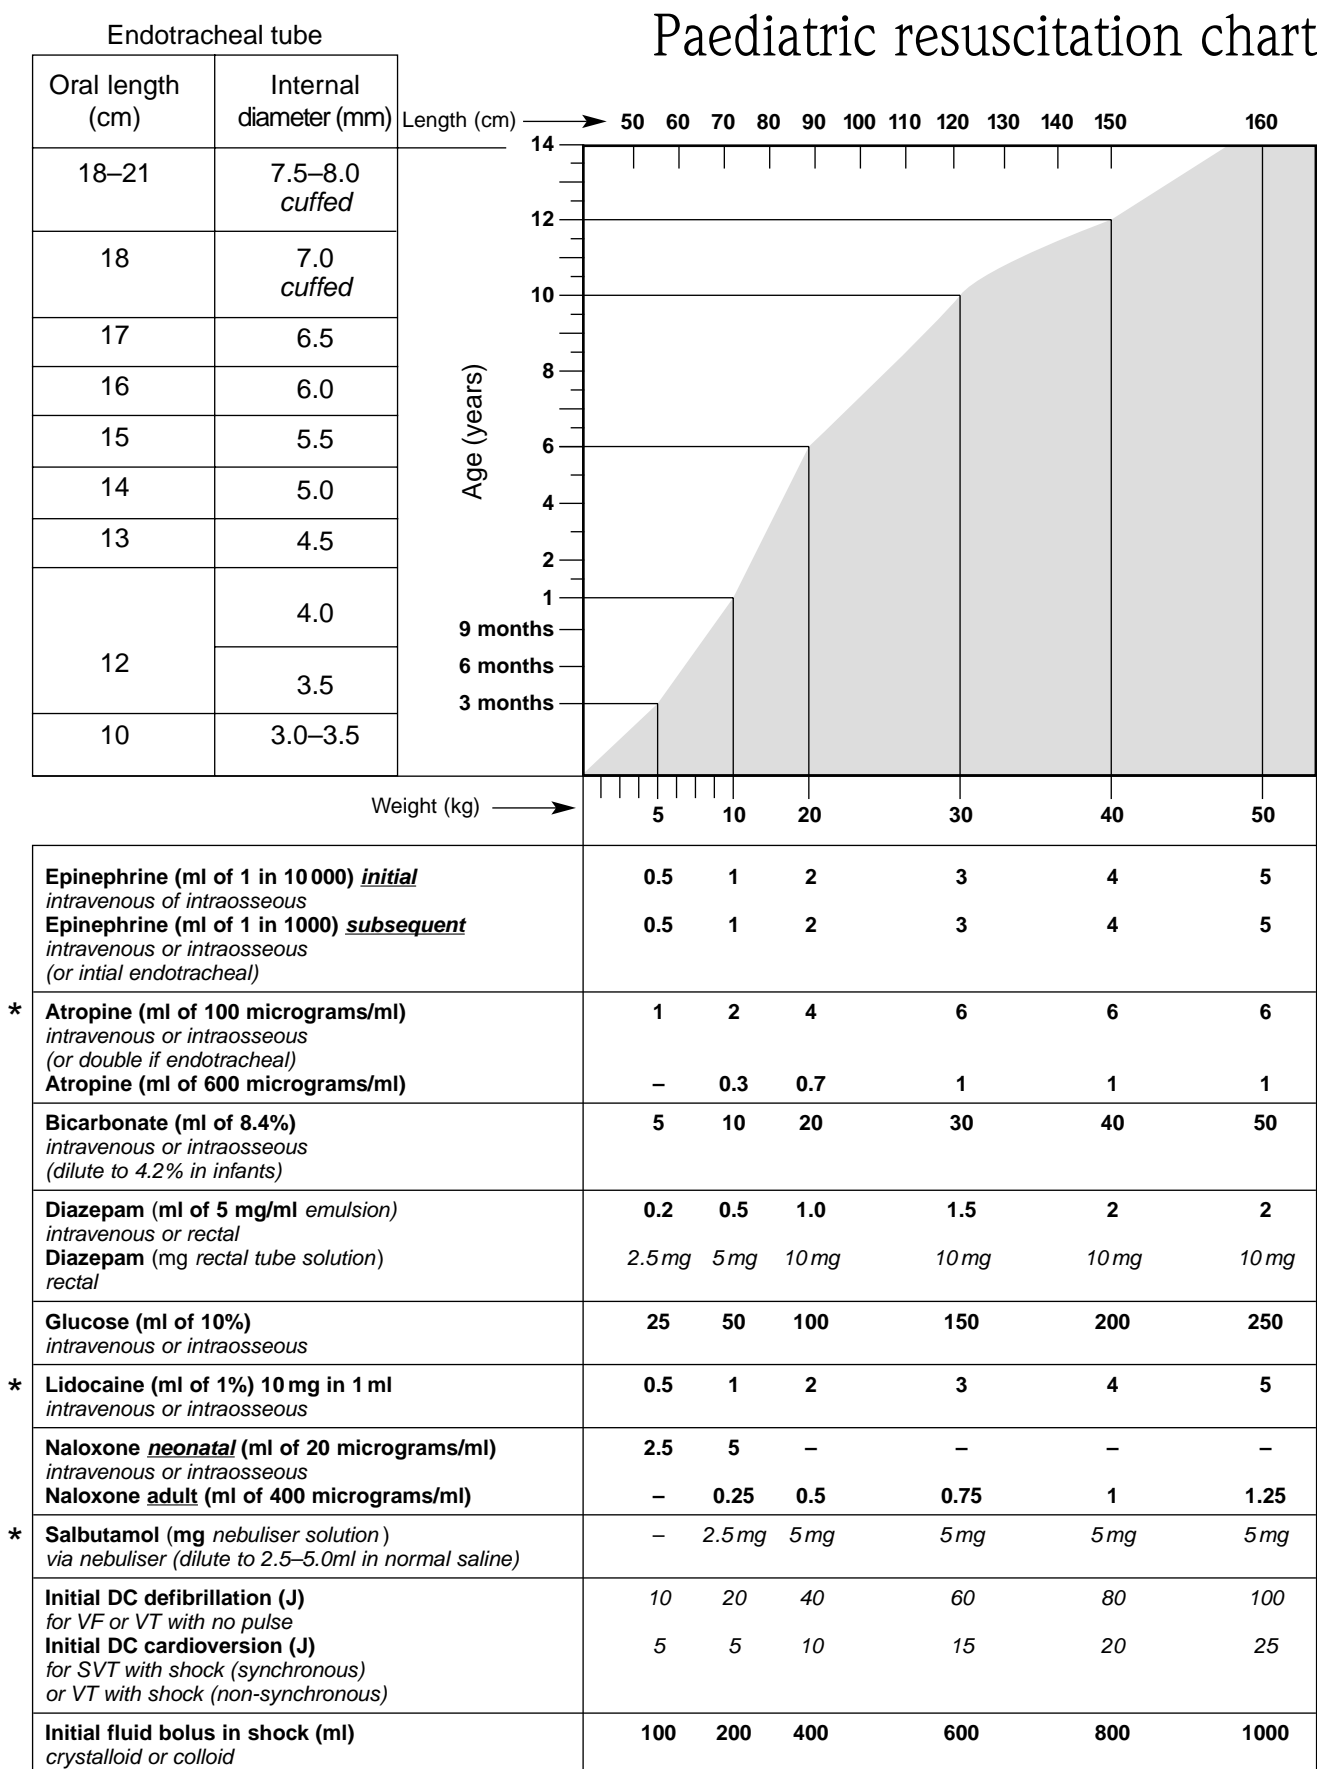 Paediatric resuscitation chart
Endotracheal tube
Oral length (cm) Internal diameter (mm)
18–21 7.5–8.0 cuffed
18 7.0 cuffed
17 6.5
16 6.0
15 5.5
14 5.0
13 4.5
12 4.0
3.5
10 3.0–3.5
Length (cm) 50 60 70 80 90 100 110 120 130 140 150 160
Age (years)
14
12
10
8
6
4
2
1
9 months
6 months
3 months
Weight (kg) 5 10 20 30 40 50
Epinephrine (ml of 1 in 10 000) initial 0.5 1 2 3 4 5
intravenous of intraosseous
Epinephrine (ml of 1 in 1000) subsequent 0.5 1 2 3 4 5
intravenous or intraosseous
(or intial endotracheal)
* Atropine (ml of 100 micrograms/ml) 1 2 4 6 6 6
intravenous or intraosseous
(or double if endotracheal)
Atropine (ml of 600 micrograms/ml) – 0.3 0.7 1 1 1
Bicarbonate (ml of 8.4%) 5 10 20 30 40 50
intravenous or intraosseous
(dilute to 4.2% in infants)
Diazepam (ml of 5 mg/ml emulsion) 0.2 0.5 1.0 1.5 2 2
intravenous or rectal
Diazepam (mg rectal tube solution) 2.5 mg 5 mg 10 mg 10 mg 10 mg 10 mg
rectal
Glucose (ml of 10%) 25 50 100 150 200 250
intravenous or intraosseous
* Lidocaine (ml of 1%) 10 mg in 1 ml 0.5 1 2 3 4 5
intravenous or intraosseous
Naloxone neonatal (ml of 20 micrograms/ml) 2.5 5 – – – –
intravenous or intraosseous
Naloxone adult (ml of 400 micrograms/ml) – 0.25 0.5 0.75 1 1.25
* Salbutamol (mg nebuliser solution) – 2.5 mg 5 mg 5 mg 5 mg 5 mg
via nebuliser (dilute to 2.5–5.0ml in normal saline)
Initial DC defibrillation (J) 10 20 40 60 80 100
for VF or VT with no pulse
Initial DC cardioversion (J) 5 5 10 15 20 25
for SVT with shock (synchronous)
or VT with shock (non-synchronous)
Initial fluid bolus in shock (ml) 100 200 400 600 800 1000
crystalloid or colloid